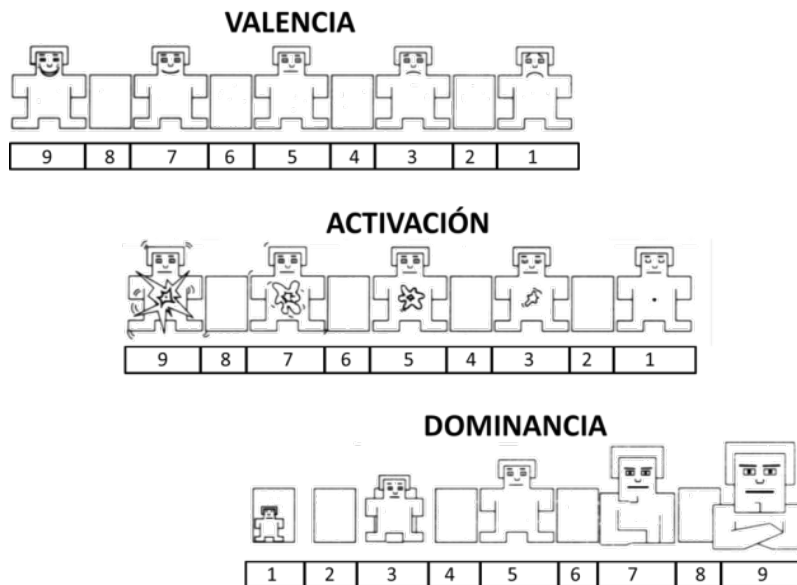 VALENCIA
9 8 7 6 5 4 3 2 1
ACTIVACIÓN
9 8 7 6 5 4 3 2 1
DOMINANCIA
1 2 3 4 5 6 7 8 9